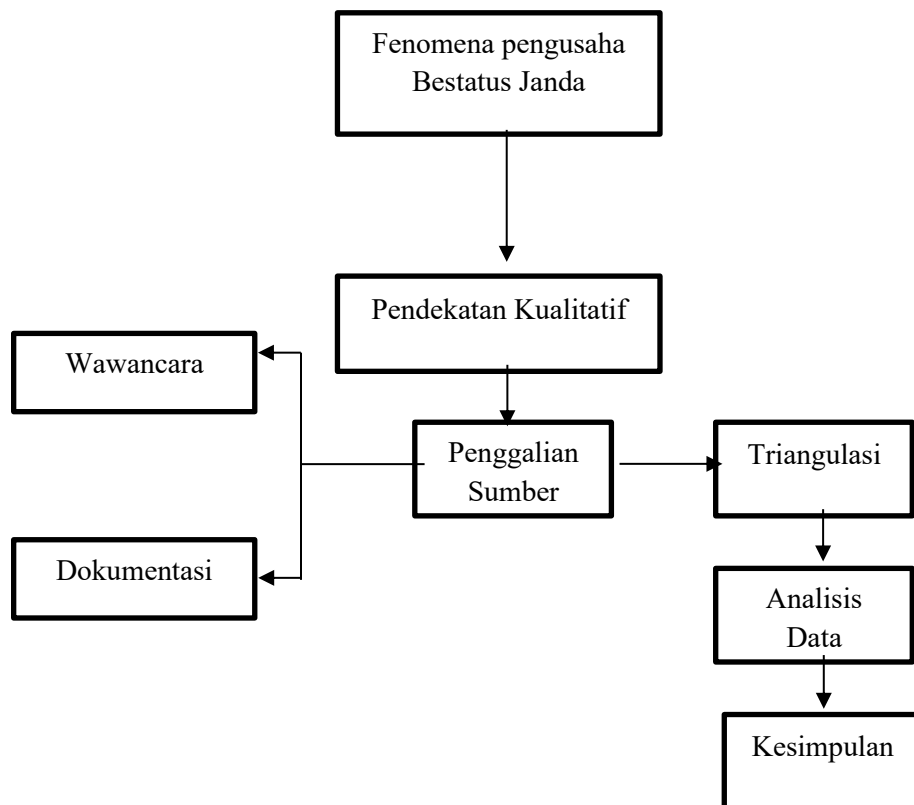 Fenomena pengusaha
Bestatus Janda
Pendekatan Kualitatif
Wawancara
Penggalian
Sumber
Triangulasi
Dokumentasi
Analisis
Data
Kesimpulan